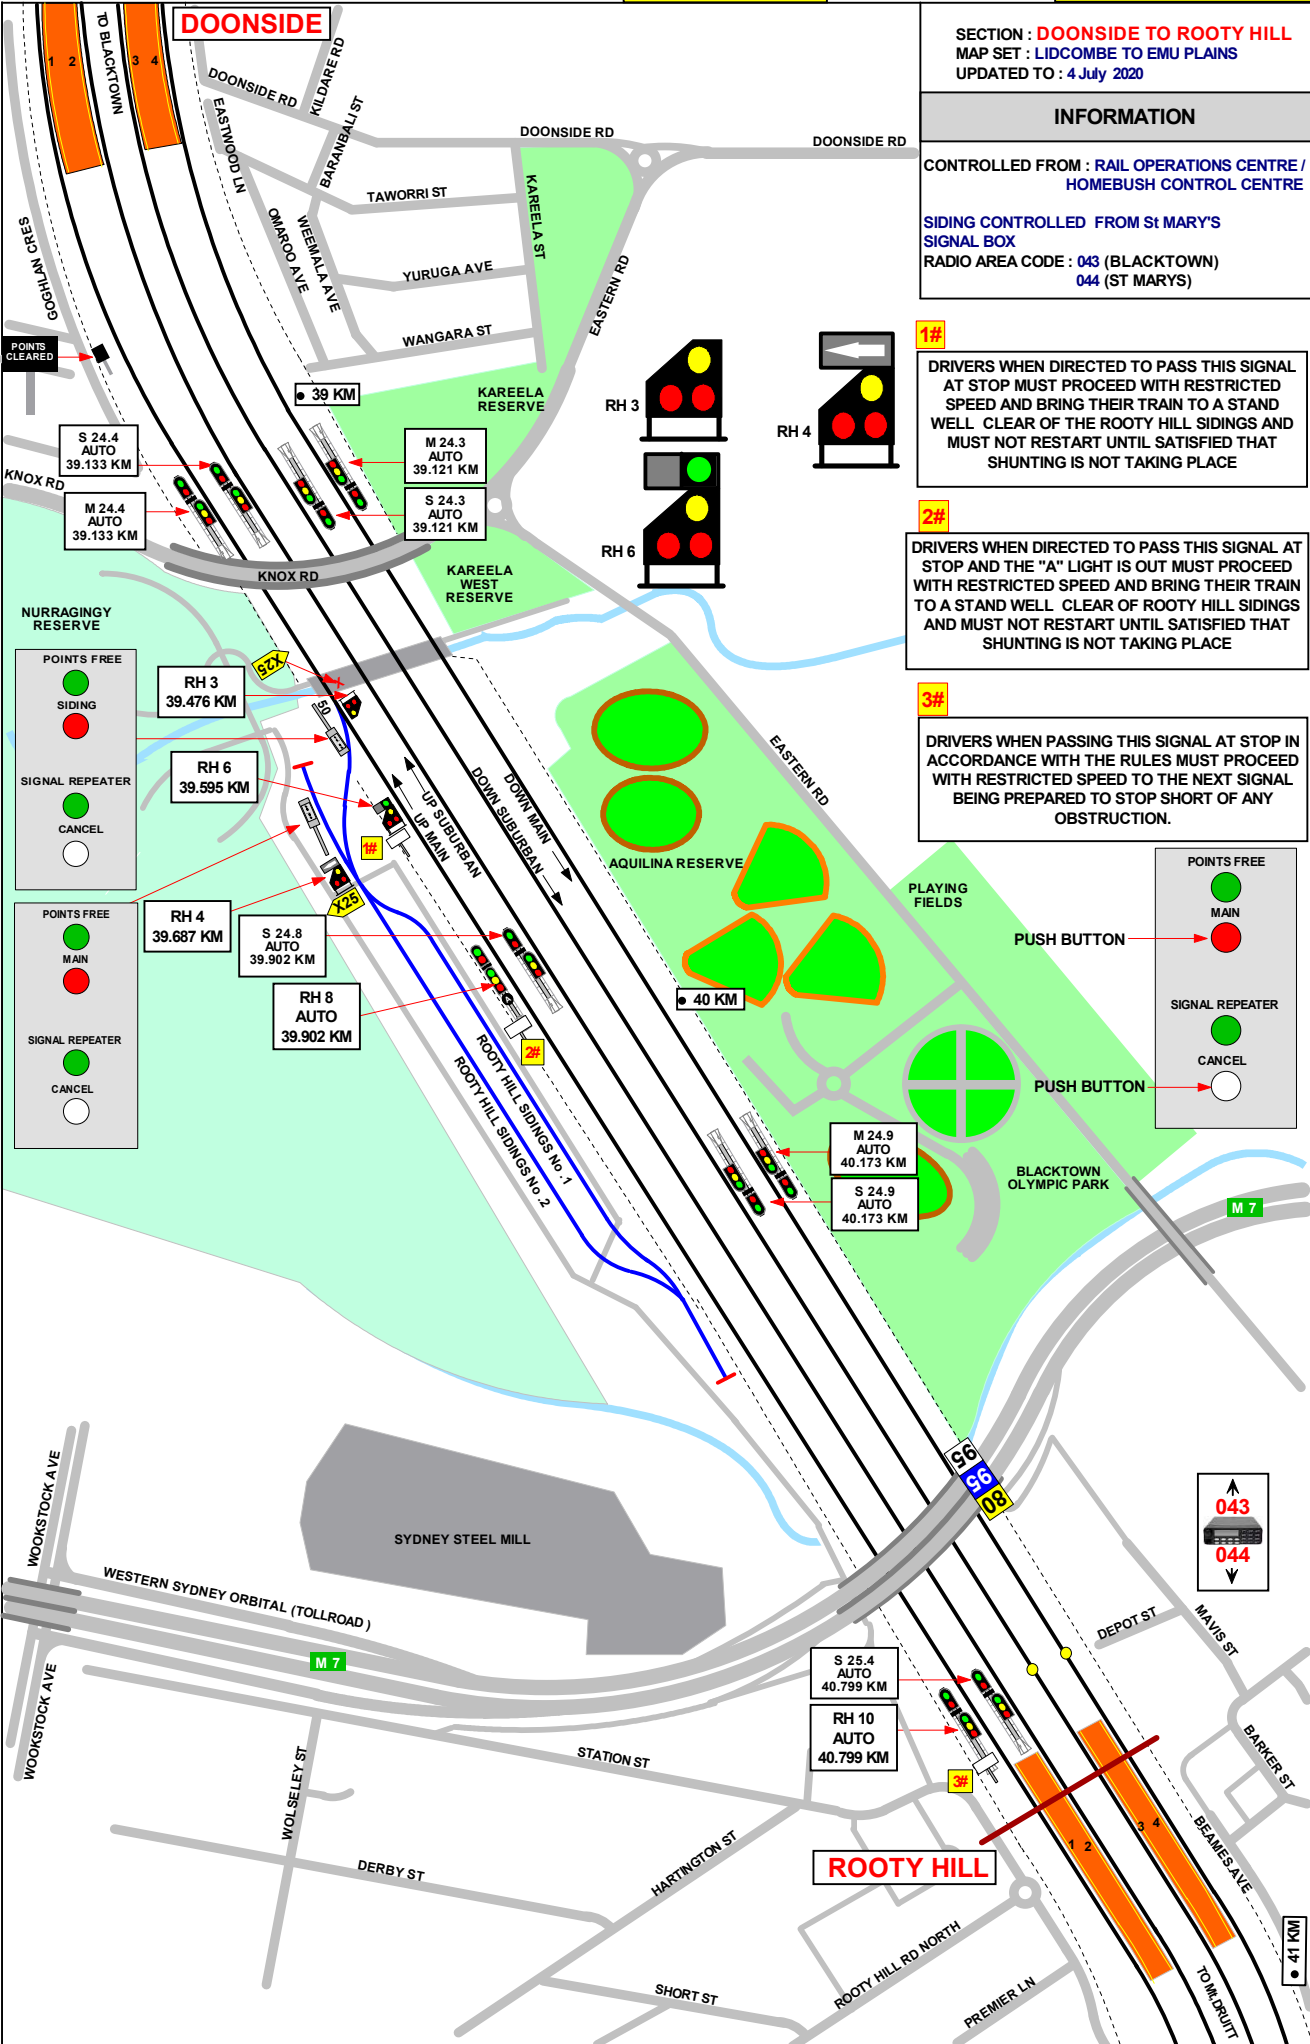 DOONSIDE
SECTION : DOONSIDE TO ROOTY HILL
MAP SET : LIDCOMBE TO EMU PLAINS
UPDATED TO : 4 July 2020
INFORMATION
CONTROLLED FROM : RAIL OPERATIONS CENTRE /
HOMEBUSH CONTROL CENTRE
SIDING CONTROLLED FROM St MARY'S
SIGNAL BOX
RADIO AREA CODE : 043 (BLACKTOWN)
044 (ST MARYS)
1#
DRIVERS WHEN DIRECTED TO PASS THIS SIGNAL
AT STOP MUST PROCEED WITH RESTRICTED
SPEED AND BRING THEIR TRAIN TO A STAND
WELL CLEAR OF THE ROOTY HILL SIDINGS AND
MUST NOT RESTART UNTIL SATISFIED THAT
SHUNTING IS NOT TAKING PLACE
2#
DRIVERS WHEN DIRECTED TO PASS THIS SIGNAL AT
STOP AND THE "A" LIGHT IS OUT MUST PROCEED
WITH RESTRICTED SPEED AND BRING THEIR TRAIN
TO A STAND WELL CLEAR OF ROOTY HILL SIDINGS
AND MUST NOT RESTART UNTIL SATISFIED THAT
SHUNTING IS NOT TAKING PLACE
3#
DRIVERS WHEN PASSING THIS SIGNAL AT STOP IN
ACCORDANCE WITH THE RULES MUST PROCEED
WITH RESTRICTED SPEED TO THE NEXT SIGNAL
BEING PREPARED TO STOP SHORT OF ANY
OBSTRUCTION.
1 2
TO BLACKTOWN
3 4
DOONSIDE RD
KILDARE RD
EASTWOOD LN
BARANBALI ST
DOONSIDE RD
DOONSIDE RD
TAWORRI ST
KAREELA ST
OMAROO AVE
WEEMALA AVE
YURUGA AVE
WANGARA ST
EASTERN RD
GOGHLAN CRES
POINTS
CLEARED
39 KM
KAREELA
RESERVE
RH 3
RH 4
RH 6
S 24.4
AUTO
39.133 KM
M 24.4
AUTO
39.133 KM
M 24.3
AUTO
39.121 KM
S 24.3
AUTO
39.121 KM
KNOX RD
KNOX RD
KAREELA
WEST
RESERVE
NURRAGINGY
RESERVE
POINTS FREE
SIDING
SIGNAL REPEATER
CANCEL
X25
RH 3
39.476 KM
50
RH 6
39.595 KM
1#
UP SUBURBAN
UP MAIN
DOWN MAIN
DOWN SUBURBAN
EASTERN RD
AQUILINA RESERVE
PLAYING
FIELDS
POINTS FREE
MAIN
SIGNAL REPEATER
CANCEL
RH 4
39.687 KM
X25
S 24.8
AUTO
39.902 KM
RH 8
AUTO
39.902 KM
2#
40 KM
POINTS FREE
MAIN
PUSH BUTTON
SIGNAL REPEATER
CANCEL
PUSH BUTTON
ROOTY HILL SIDINGS No .1
ROOTY HILL SIDINGS No .2
M 24.9
AUTO
40.173 KM
S 24.9
AUTO
40.173 KM
BLACKTOWN
OLYMPIC PARK
M 7
95
95
80
043
044
SYDNEY STEEL MILL
WOOKSTOCK AVE
WESTERN SYDNEY ORBITAL (TOLLROAD )
M 7
WOOKSTOCK AVE
WOLSELEY ST
STATION ST
DERBY ST
HARTINGTON ST
SHORT ST
S 25.4
AUTO
40.799 KM
RH 10
AUTO
40.799 KM
3#
DEPOT ST
MAVIS ST
BARKER ST
BEAMES AVE
ROOTY HILL
1 2
3 4
ROOTY HILL RD NORTH
PREMIER LN
TO Mt,DRUITT
41 KM